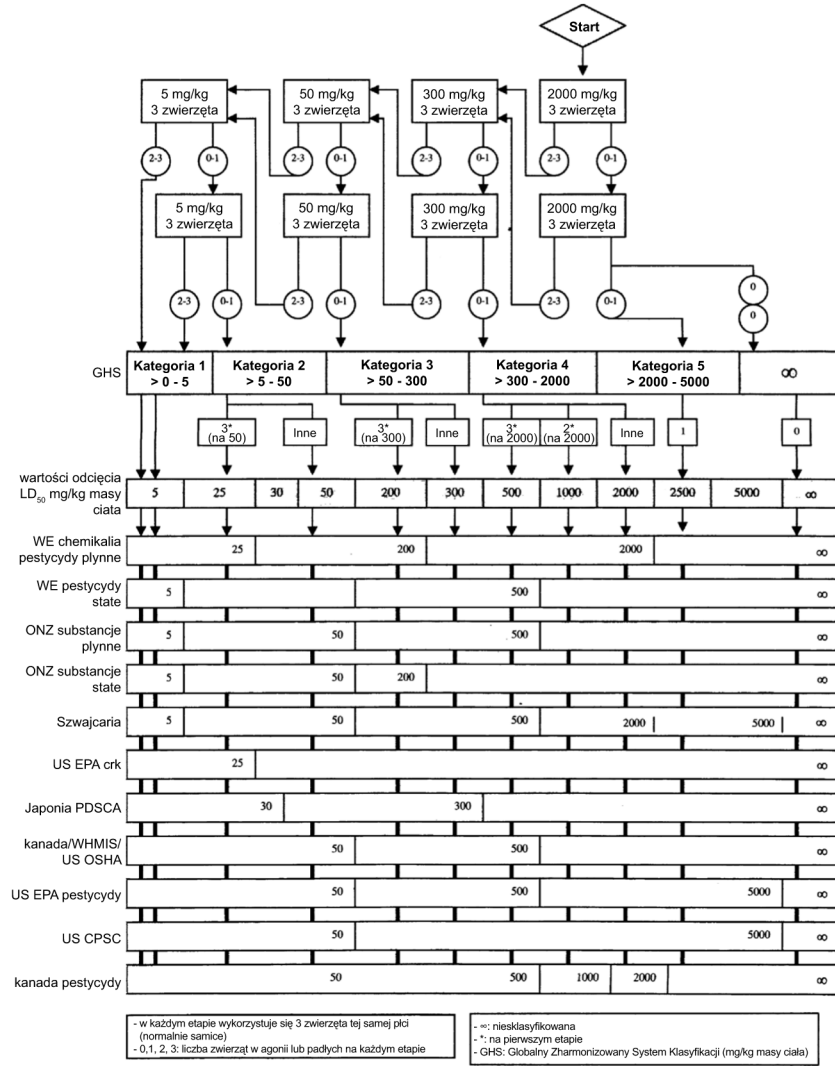 Start
5 mg/kg
3 zwierzęta
50 mg/kg
3 zwierzęta
300 mg/kg
3 zwierzęta
2000 mg/kg
3 zwierzęta
2-3
0-1
2-3
0-1
2-3
0-1
2-3
0-1
5 mg/kg
3 zwierzęta
50 mg/kg
3 zwierzęta
300 mg/kg
3 zwierzęta
2000 mg/kg
3 zwierzęta
2-3
0-1
2-3
0-1
2-3
0-1
2-3
0-1
0
0
GHS
Kategoria 1
> 0 - 5
Kategoria 2
> 5 - 50
Kategoria 3
> 50 - 300
Kategoria 4
> 300 - 2000
Kategoria 5
> 2000 - 5000
∞
3*
(na 50)
Inne
3*
(na 300)
Inne
3*
(na 2000)
2*
(na 2000)
Inne
1
0
wartości odcięcia
LD50 mg/kg masy
ciata
5 25 30 50 200 300 500 1000 2000 2500 5000 ∞
WE chemikalia
pestycydy plynne
25 200 2000 ∞
WE pestycydy
state
5 500 ∞
ONZ substancje
plynne
5 50 500 ∞
ONZ substancje
state
5 50 200 ∞
Szwajcaria
5 50 500 2000 5000 ∞
US EPA crk
25 ∞
Japonia PDSCA
30 300 ∞
kanada/WHMIS/
US OSHA
50 500 ∞
US EPA pestycydy
50 500 5000 ∞
US CPSC
50 5000 ∞
kanada pestycydy
50 500 1000 2000 ∞
- w każdym etapie wykorzystuje się 3 zwierzęta tej samej płci
(normalnie samice)
- 0,1, 2, 3: liczba zwierząt w agonii lub padłych na każdym etapie
- ∞: niesklasyfikowana
- *: na pierwszym etapie
- GHS: Globalny Zharmonizowany System Klasyfikacji (mg/kg masy ciała)